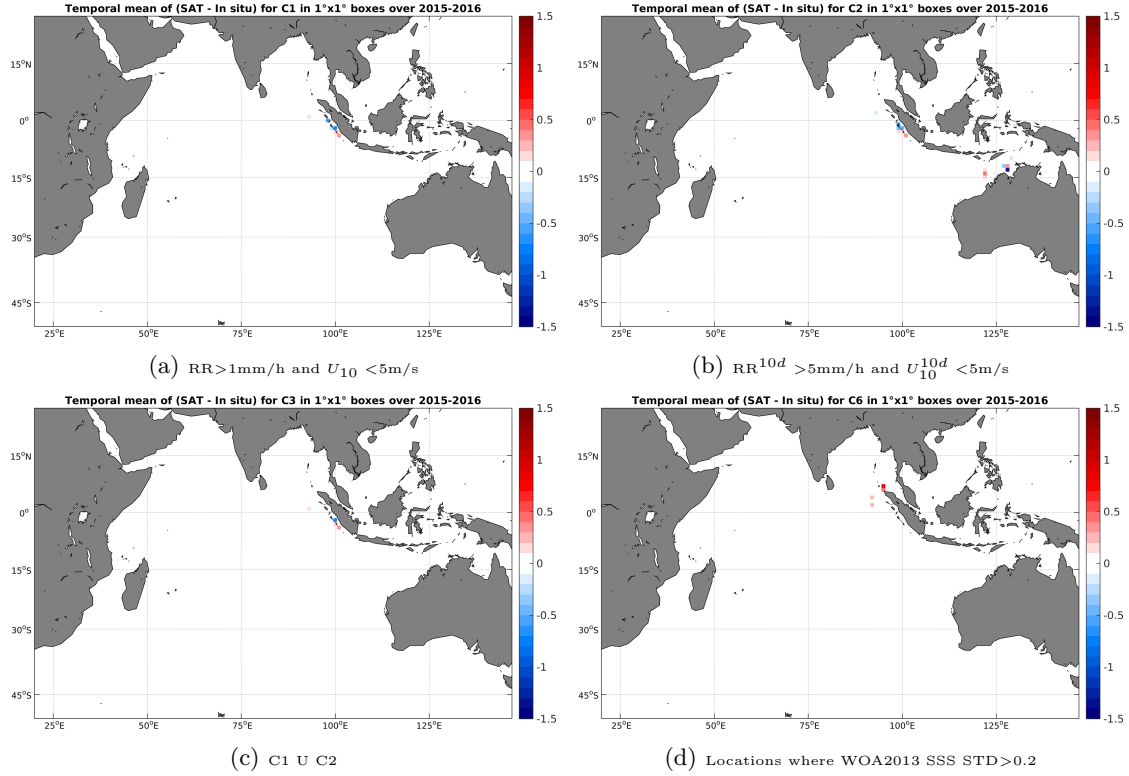 Temporal mean of (SAT - In situ) for C1 in 1°x1° boxes over 2015-2016
1.5
1
0.5
0
-0.5
-1
-1.5
15°N
0°
15°S
30°S
45°S
25°E
50°E
75°E
100°E
125°E
(a) RR>1mm/h and U10 <5m/s
Temporal mean of (SAT - In situ) for C2 in 1°x1° boxes over 2015-2016
1.5
1
0.5
0
-0.5
-1
-1.5
15°N
0°
15°S
30°S
45°S
25°E
50°E
75°E
100°E
125°E
(b) RR^10d >5mm/h and U10^10d <5m/s
Temporal mean of (SAT - In situ) for C3 in 1°x1° boxes over 2015-2016
1.5
1
0.5
0
-0.5
-1
-1.5
15°N
0°
15°S
30°S
45°S
25°E
50°E
75°E
100°E
125°E
(c) C1 U C2
Temporal mean of (SAT - In situ) for C6 in 1°x1° boxes over 2015-2016
1.5
1
0.5
0
-0.5
-1
-1.5
15°N
0°
15°S
30°S
45°S
25°E
50°E
75°E
100°E
125°E
(d) Locations where WOA2013 SSS STD>0.2